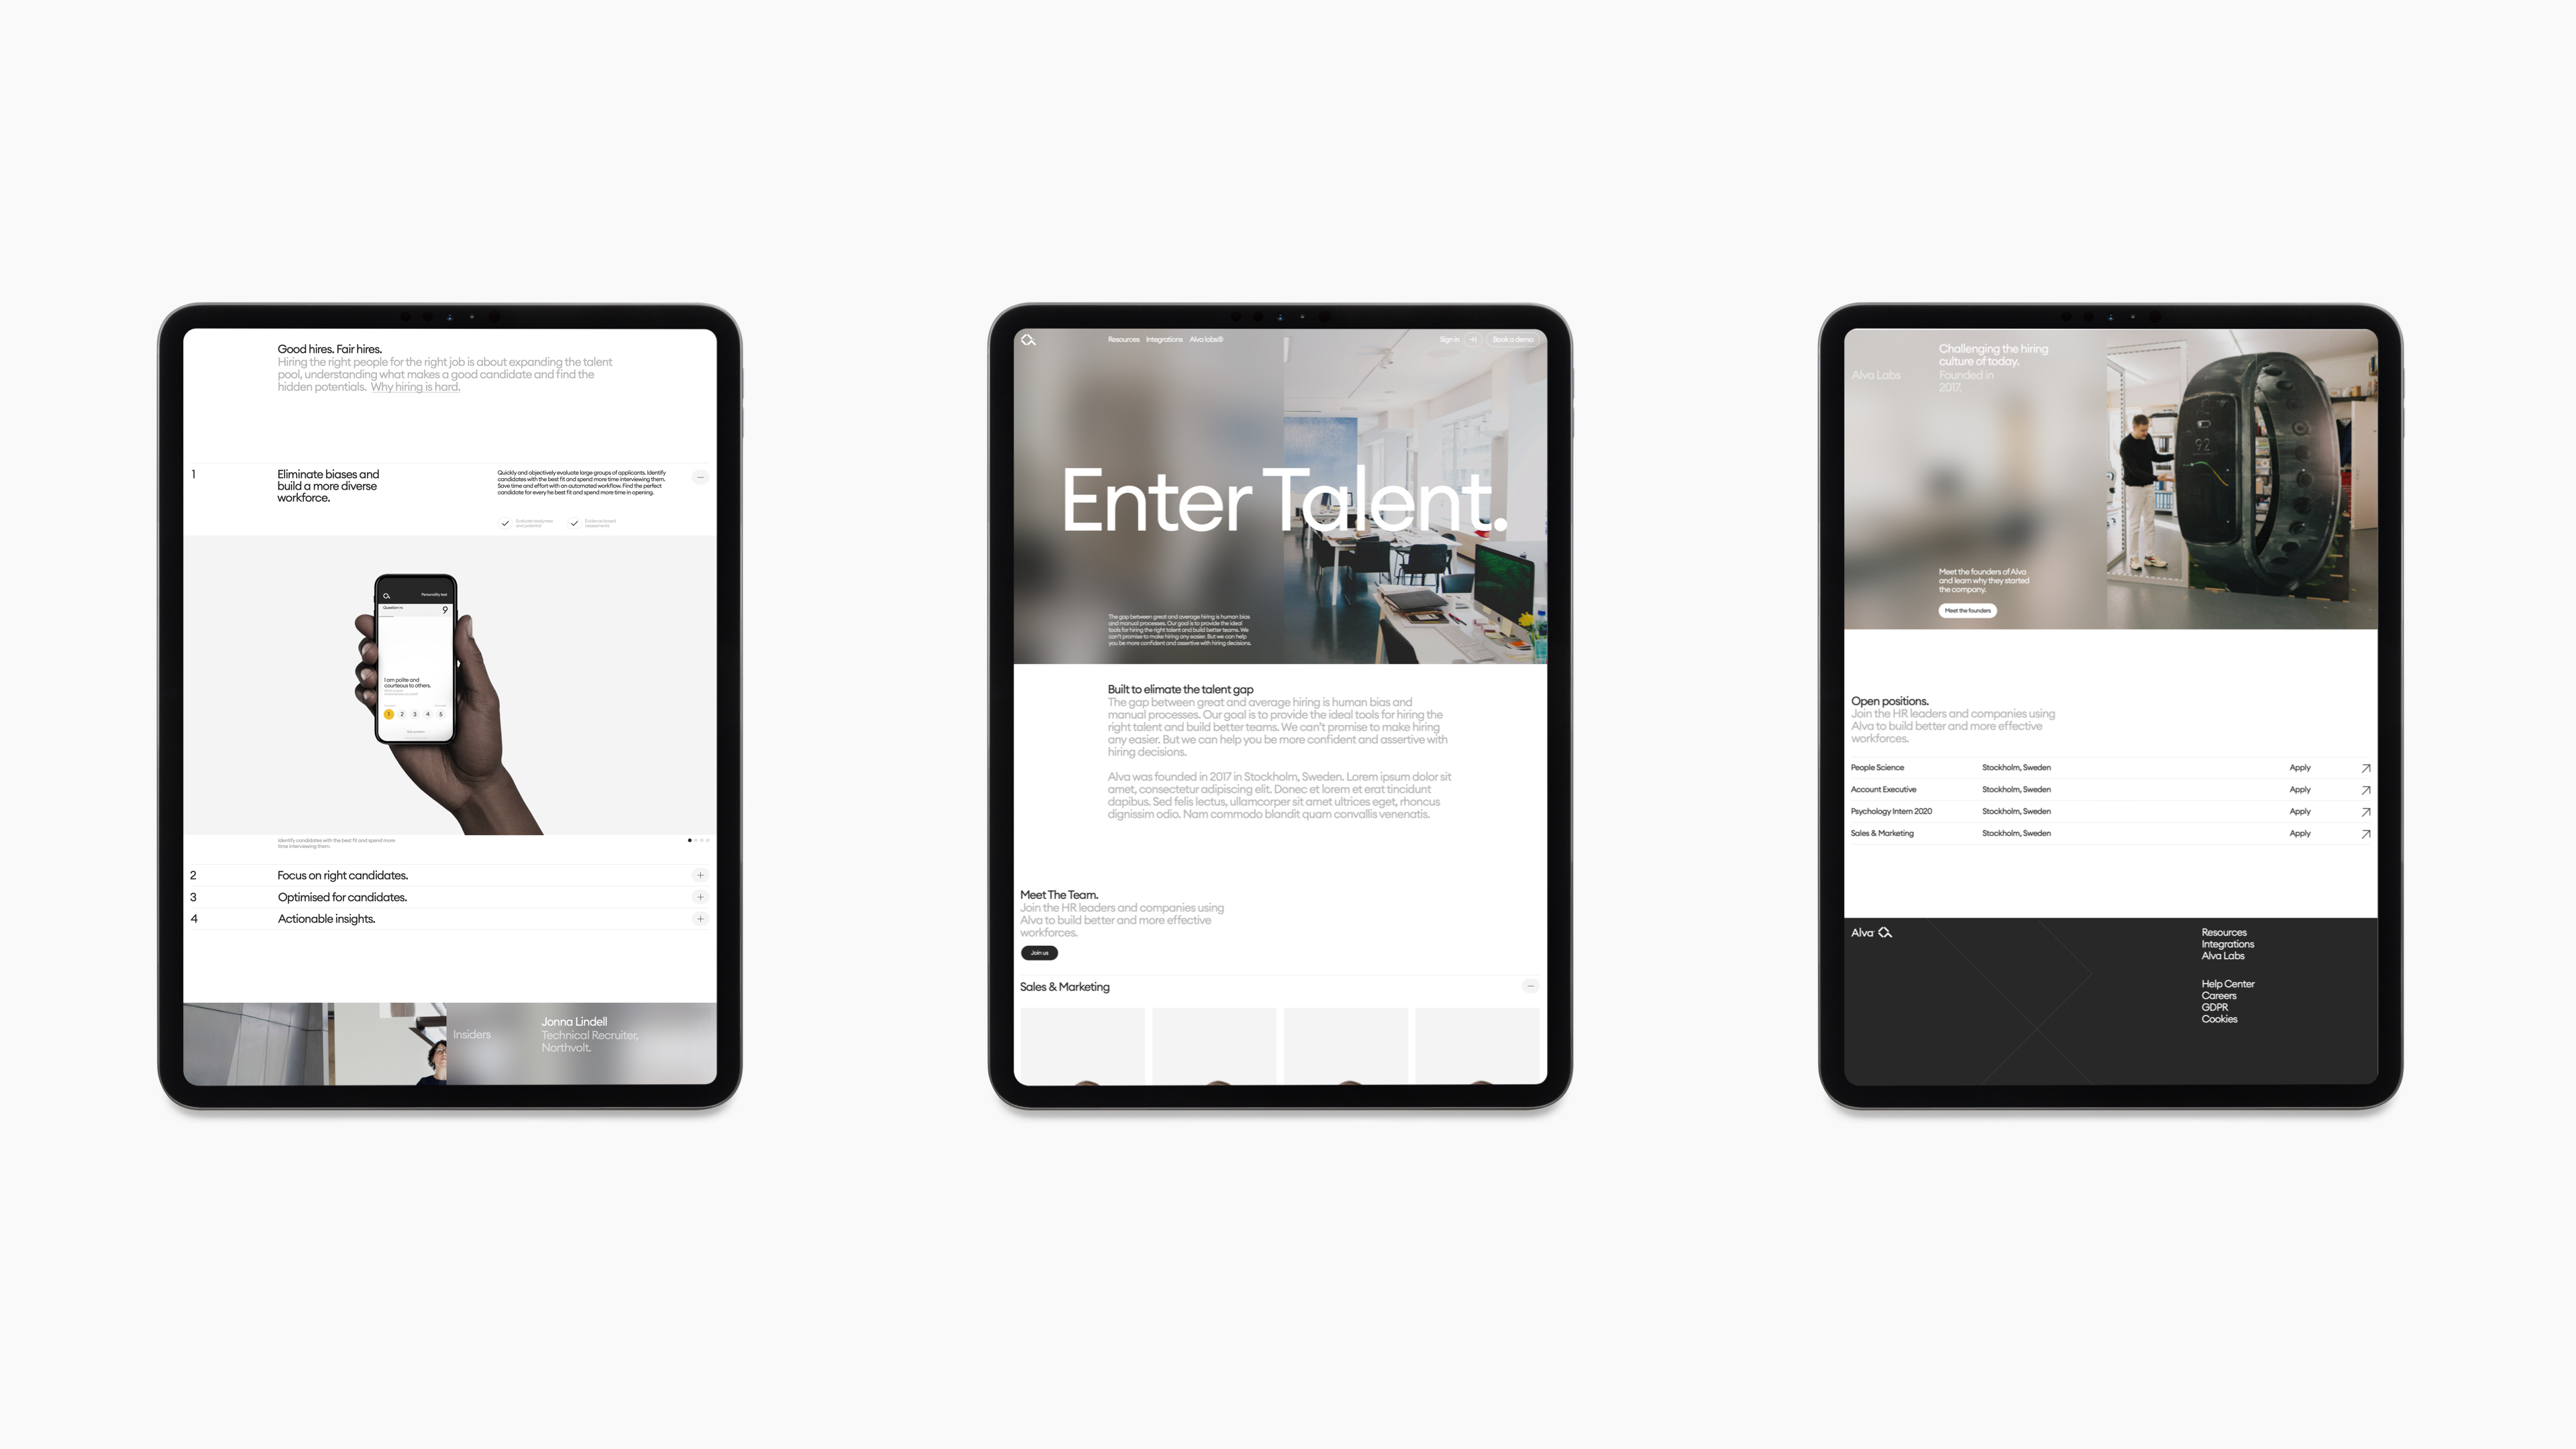 Good hires. Fair hires.
Hiring the right people for the right job is about expanding the talent
pool, understanding what makes a good candidate and find the
hidden potentials. Why hiring is hard.
1
Eliminate biases and
build a more diverse
workforce.
Quickly and objectively evaluate large groups of applicants. Identify
candidates with the best fit and spend more time interviewing them.
Save time and effort with an automated workflow. Find the perfect
candidate for every he best fit and spend more time in opening.
Evaluate readyness
and potential
Evidence based
assessments
Personality test
Question nr.
9
I am polite and
courteous to others.
1 2 3 4 5
Identify candidates with the best fit and spend more
time interviewing them.
2 Focus on right candidates.
3 Optimised for candidates.
4 Actionable insights.
Insiders
Jonna Lindell
Technical Recruiter,
Northvolt.
Resources Integrations Alva labs® Sign in Book a demo
Enter Talent.
The gap between great and average hiring is human bias
and manual processes. Our goal is to provide the ideal
tools for hiring the right talent and build better teams. We
can't promise to make hiring any easier. But we can help
you be more confident and assertive with hiring decisions.
Built to elimate the talent gap
The gap between great and average hiring is human bias and
manual processes. Our goal is to provide the ideal tools for hiring the
right talent and build better teams. We can't promise to make hiring
any easier. But we can help you be more confident and assertive with
hiring decisions.
Alva was founded in 2017 in Stockholm, Sweden. Lorem ipsum dolor sit
amet, consectetur adipiscing elit. Donec et lorem et erat tincidunt
dapibus. Sed felis lectus, ullamcorper sit amet ultrices eget, rhoncus
dignissim odio. Nam commodo blandit quam convallis venenatis.
Meet The Team.
Join the HR leaders and companies using
Alva to build better and more effective
workforces.
Join us
Sales & Marketing
Alva Labs
Challenging the hiring
culture of today.
Founded in
2017.
92
Meet the founders of Alva
and learn why they started
the company.
Meet the founders
Open positions.
Join the HR leaders and companies using
Alva to build better and more effective
workforces.
People Science Stockholm, Sweden Apply
Account Executive Stockholm, Sweden Apply
Psychology Intern 2020 Stockholm, Sweden Apply
Sales & Marketing Stockholm, Sweden Apply
Alva
Resources
Integrations
Alva Labs
Help Center
Careers
GDPR
Cookies